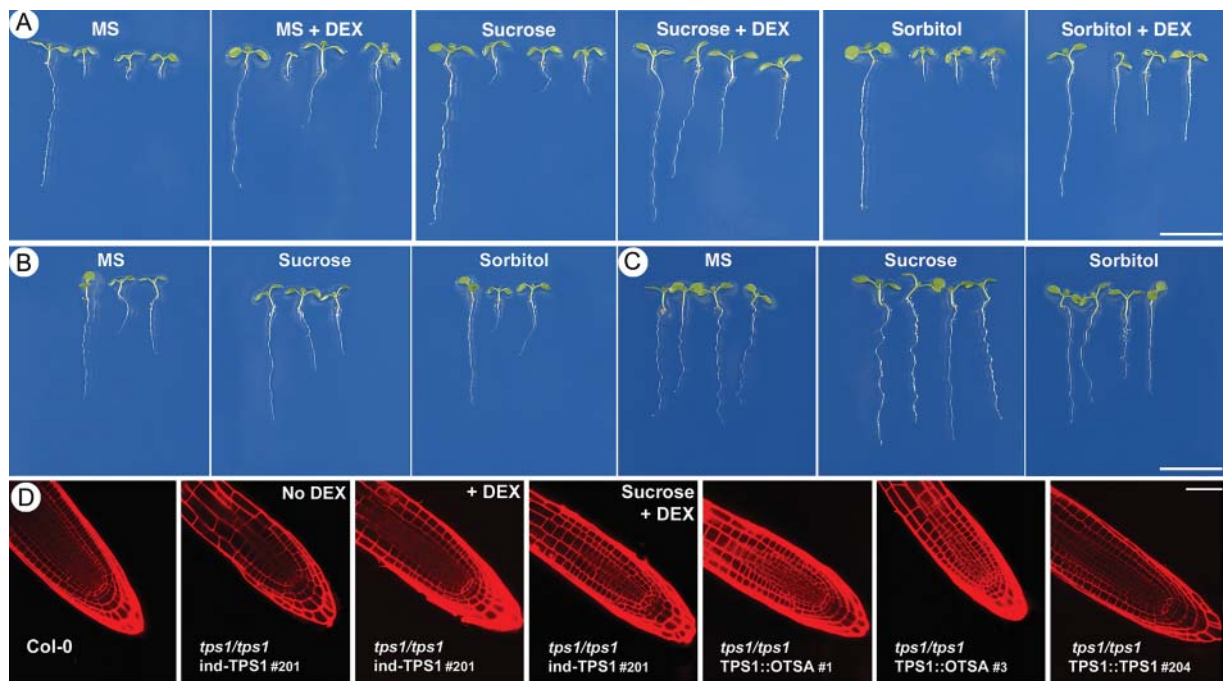 A
MS
MS + DEX
Sucrose
Sucrose + DEX
Sorbitol
Sorbitol + DEX
B
MS
Sucrose
Sorbitol
C
MS
Sucrose
Sorbitol
D
Col-0
No DEX
tps1/tps1
ind-TPS1 #201
+ DEX
tps1/tps1
ind-TPS1 #201
Sucrose
+ DEX
tps1/tps1
ind-TPS1 #201
tps1/tps1
TPS1::OTSA #1
tps1/tps1
TPS1::OTSA #3
tps1/tps1
TPS1::TPS1 #204